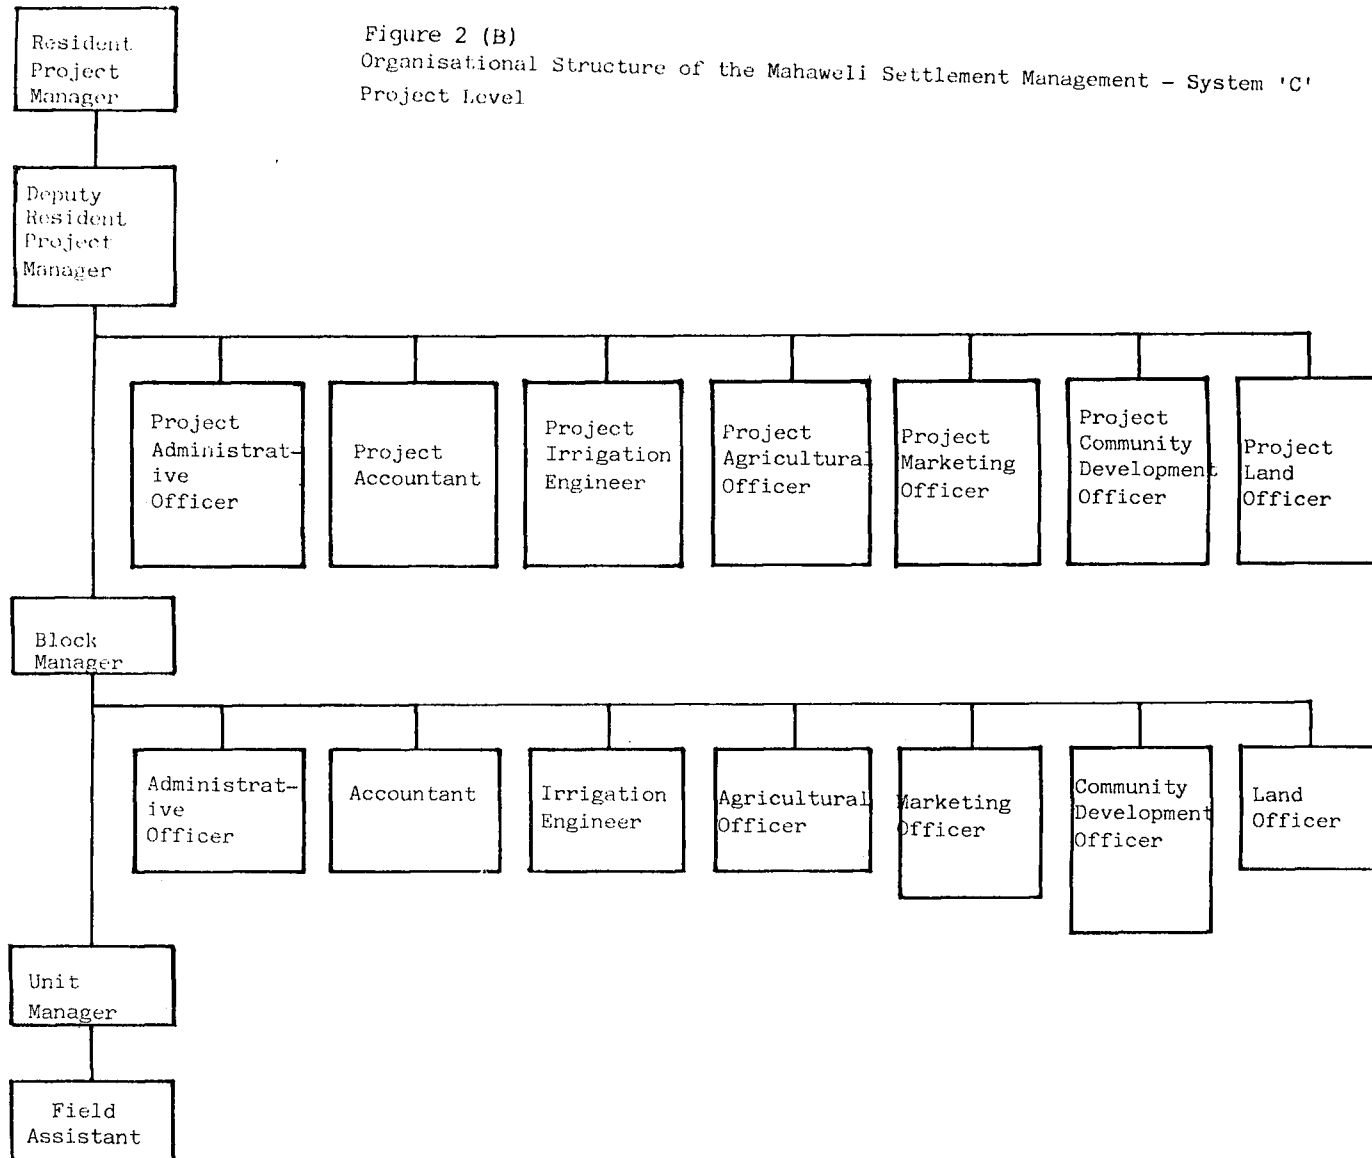 Figure 2 (B)
Organisational Structure of the Mahaweli Settlement Management – System 'C'
Project Level
Resident
Project
Manager
Deputy
Resident
Project
Manager
Project
Administrat-
ive
Officer
Project
Accountant
Project
Irrigation
Engineer
Project
Agricultural
Officer
Project
Marketing
Officer
Project
Community
Development
Officer
Project
Land
Officer
Block
Manager
Administrat-
ive
Officer
Accountant
Irrigation
Engineer
Agricultural
Officer
Marketing
Officer
Community
Development
Officer
Land
Officer
Unit
Manager
Field
Assistant